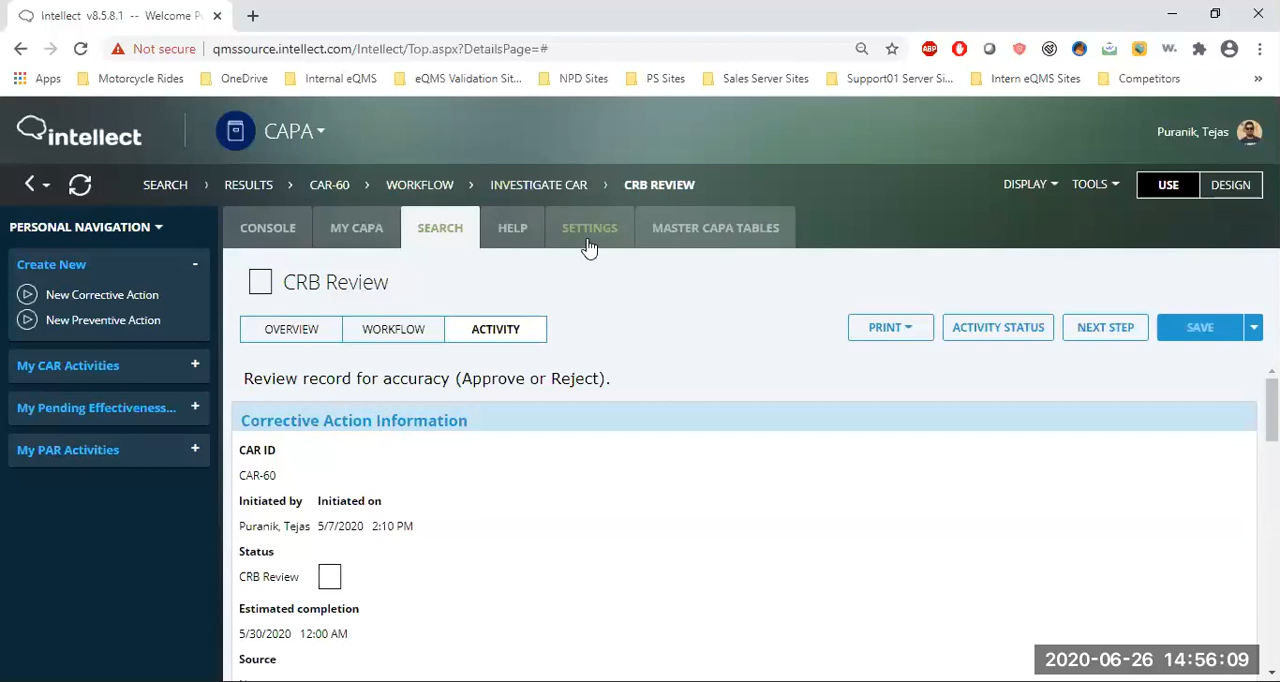 Intellect v8.5.8.1 -- Welcome P
Not secure
qmssource.intellect.com/Intellect/Top.aspx?DetailsPage=#
ABP
W.
Apps
Motorcycle Rides
OneDrive
Internal eQMS
eQMS Validation Sit...
NPD Sites
PS Sites
Sales Server Sites
Support01 Server Si...
Intern eQMS Sites
Competitors
»
intellect
CAPA
Puranik, Tejas
SEARCH › RESULTS › CAR-60 › WORKFLOW › INVESTIGATE CAR › CRB REVIEW
DISPLAY
TOOLS
USE
DESIGN
PERSONAL NAVIGATION
CONSOLE
MY CAPA
SEARCH
HELP
SETTINGS
MASTER CAPA TABLES
Create New -
New Corrective Action
New Preventive Action
My CAR Activities +
My Pending Effectiveness... +
My PAR Activities +
CRB Review
OVERVIEW
WORKFLOW
ACTIVITY
PRINT
ACTIVITY STATUS
NEXT STEP
SAVE
Review record for accuracy (Approve or Reject).
Corrective Action Information
CAR ID
CAR-60
Initiated by Initiated on
Puranik, Tejas 5/7/2020 2:10 PM
Status
CRB Review
Estimated completion
5/30/2020 12:00 AM
Source
2020-06-26 14:56:09